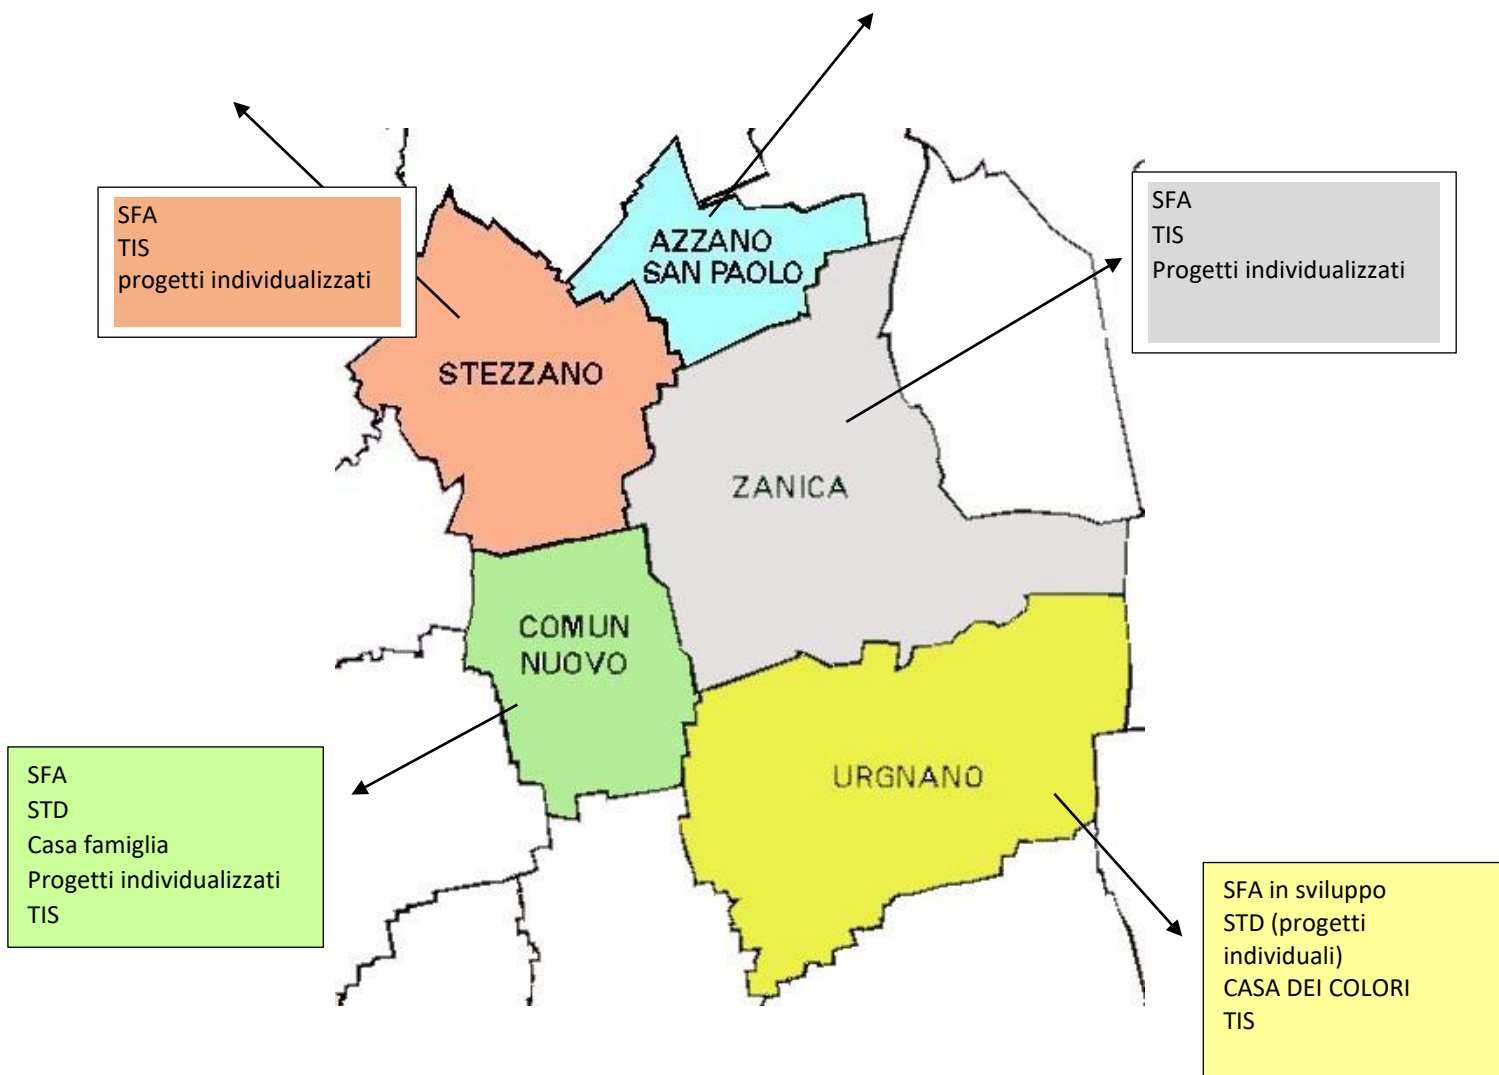 SFA
TIS
progetti individualizzati
AZZANO
SAN PAOLO
SFA
TIS
Progetti individualizzati
STEZZANO
ZANICA
COMUN
NUOVO
URGNANO
SFA
STD
Casa famiglia
Progetti individualizzati
TIS
SFA in sviluppo
STD (progetti
individuali)
CASA DEI COLORI
TIS